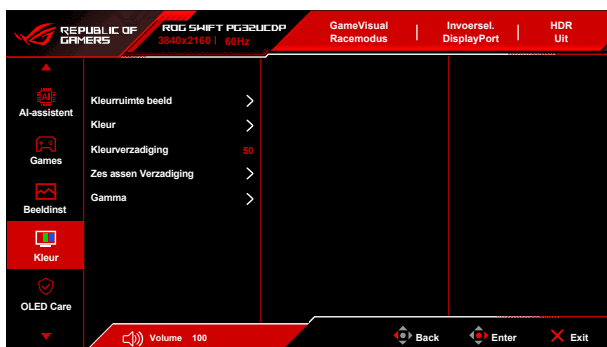 REPUBLIC OF
GAMERS
ROG SWIFT PG32UCDP
3840x2160 | 60Hz
GameVisual
Racemodus
Invoersel.
DisplayPort
HDR
Uit
AI
AI-assistent
Games
Beeldinst
Kleur
OLED Care
Kleurruimte beeld
Kleur
Kleurverzadiging 50
Zes assen Verzadiging
Gamma
Volume 100
Back
Enter
Exit